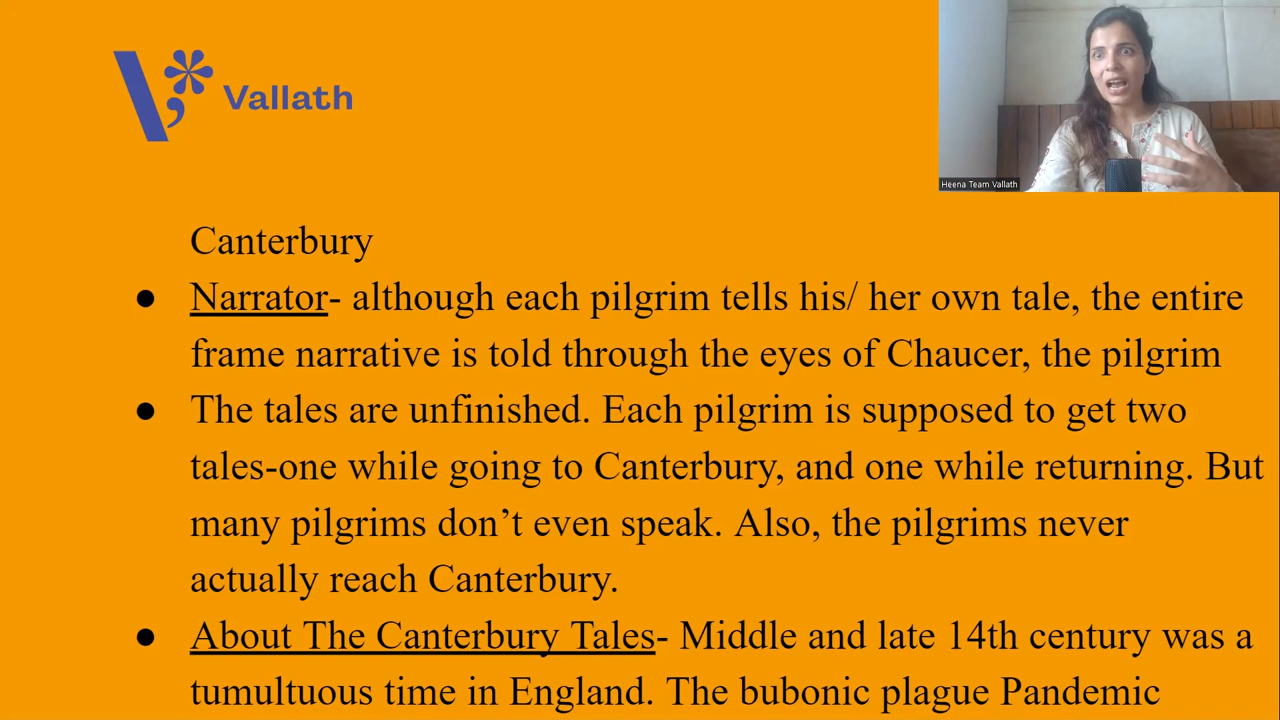 Vallath
Heena Team Vallath
Canterbury
● Narrator- although each pilgrim tells his/ her own tale, the entire
frame narrative is told through the eyes of Chaucer, the pilgrim
● The tales are unfinished. Each pilgrim is supposed to get two
tales-one while going to Canterbury, and one while returning. But
many pilgrims don’t even speak. Also, the pilgrims never
actually reach Canterbury.
● About The Canterbury Tales- Middle and late 14th century was a
tumultuous time in England. The bubonic plague Pandemic